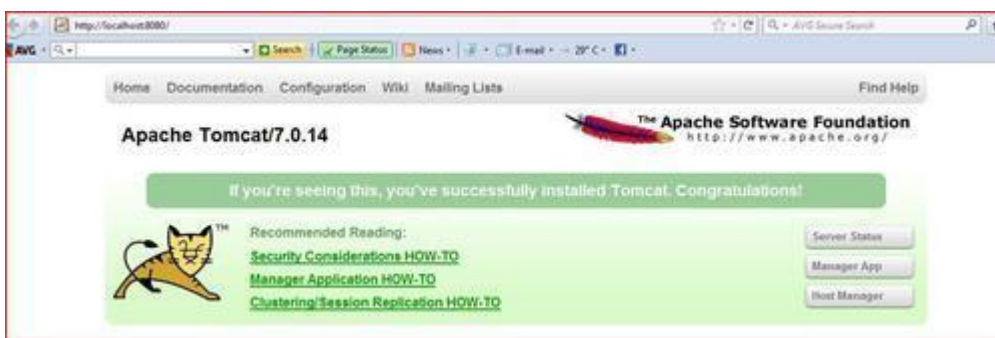 http://localhost:8080/
AVG Secure Search
AVG
Search
Page Status
News
E-mail
29° C
Home Documentation Configuration Wiki Mailing Lists
Find Help
Apache Tomcat/7.0.14
The Apache Software Foundation
http://www.apache.org/
If you're seeing this, you've successfully installed Tomcat. Congratulations!
TM
Recommended Reading:
Security Considerations HOW-TO
Manager Application HOW-TO
Clustering/Session Replication HOW-TO
Server Status
Manager App
Host Manager